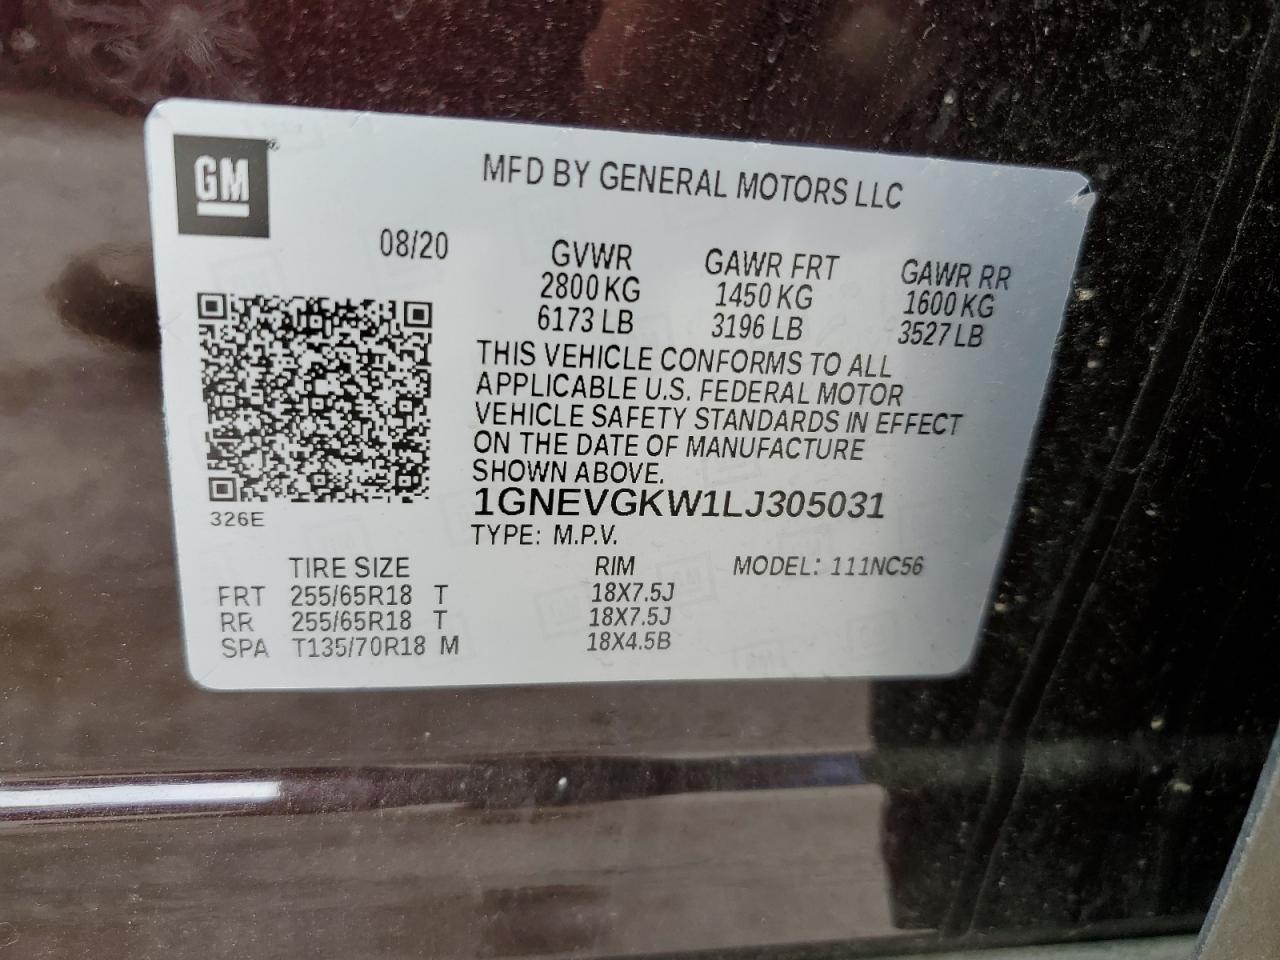 GM
MFD BY GENERAL MOTORS LLC
08/20 GVWR GAWR FRT GAWR RR
2800 KG 1450 KG 1600 KG
6173 LB 3196 LB 3527 LB
THIS VEHICLE CONFORMS TO ALL
APPLICABLE U.S. FEDERAL MOTOR
VEHICLE SAFETY STANDARDS IN EFFECT
ON THE DATE OF MANUFACTURE
SHOWN ABOVE.
1GNEVGKW1LJ305031
326E
TYPE: M.P.V.
TIRE SIZE RIM MODEL: 111NC56
FRT 255/65R18 T 18X7.5J
RR 255/65R18 T 18X7.5J
SPA T135/70R18 M 18X4.5B